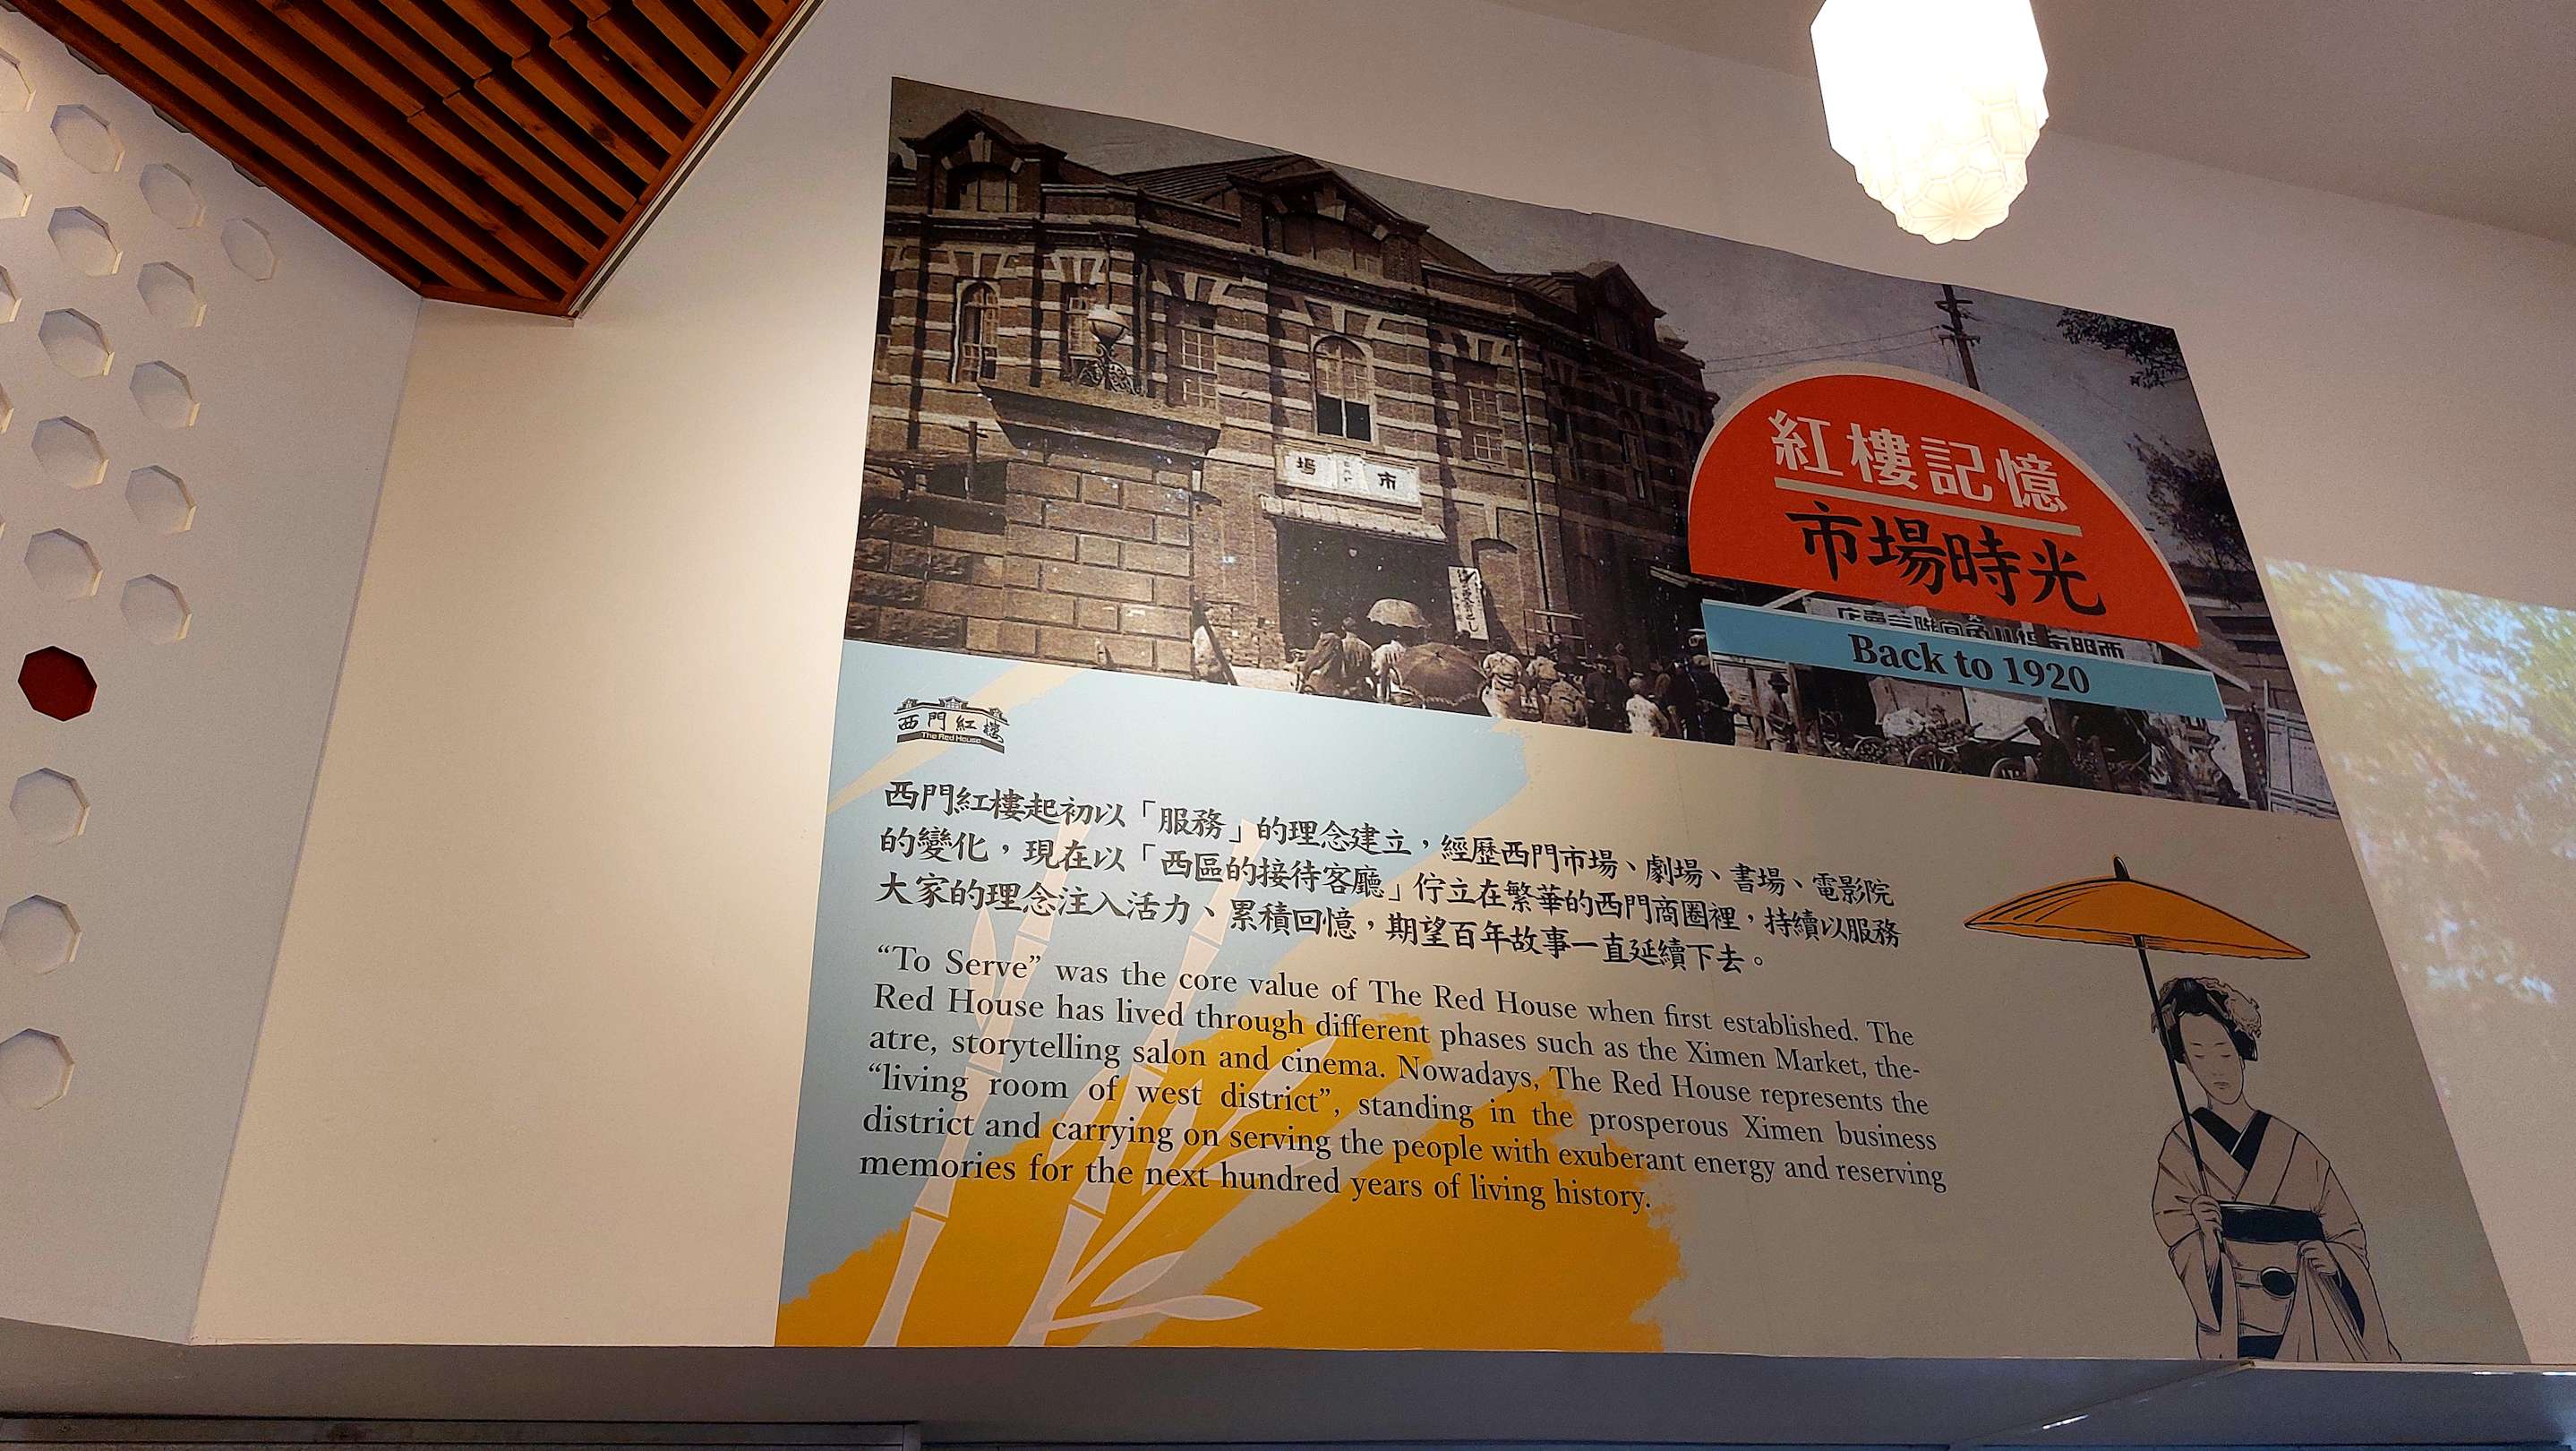 紅樓記憶
市場時光
Back to 1920
場 市
西門紅樓
The Red House
西門紅樓起初以「服務」的理念建立，經歷西門市場、劇場、書場、電影院
的變化，現在以「西區的接待客廳」佇立在繁華的西門商圈裡，持續以服務
大家的理念注入活力、累積回憶，期望百年故事一直延續下去。
“To Serve” was the core value of The Red House when first established. The
Red House has lived through different phases such as the Ximen Market, the-
atre, storytelling salon and cinema. Nowadays, The Red House represents the
“living room of west district”, standing in the prosperous Ximen business
district and carrying on serving the people with exuberant energy and reserving
memories for the next hundred years of living history.